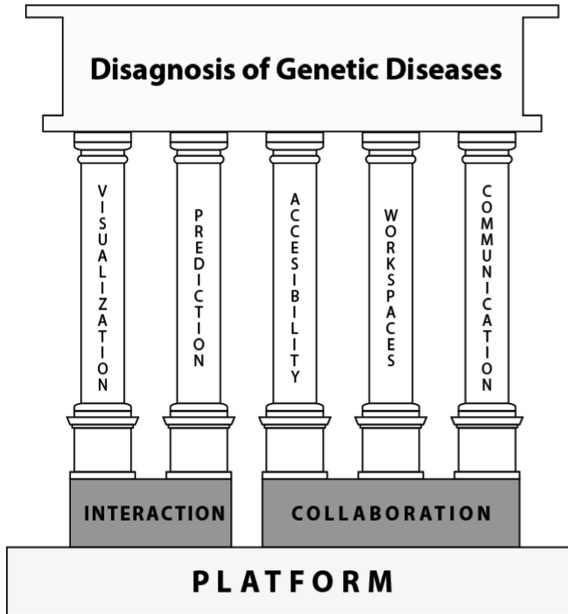 Disagnosis of Genetic Diseases
VISUALIZATION
PREDICTION
ACCESIBILITY
WORKSPACES
COMMUNICATION
INTERACTION
COLLABORATION
PLATFORM